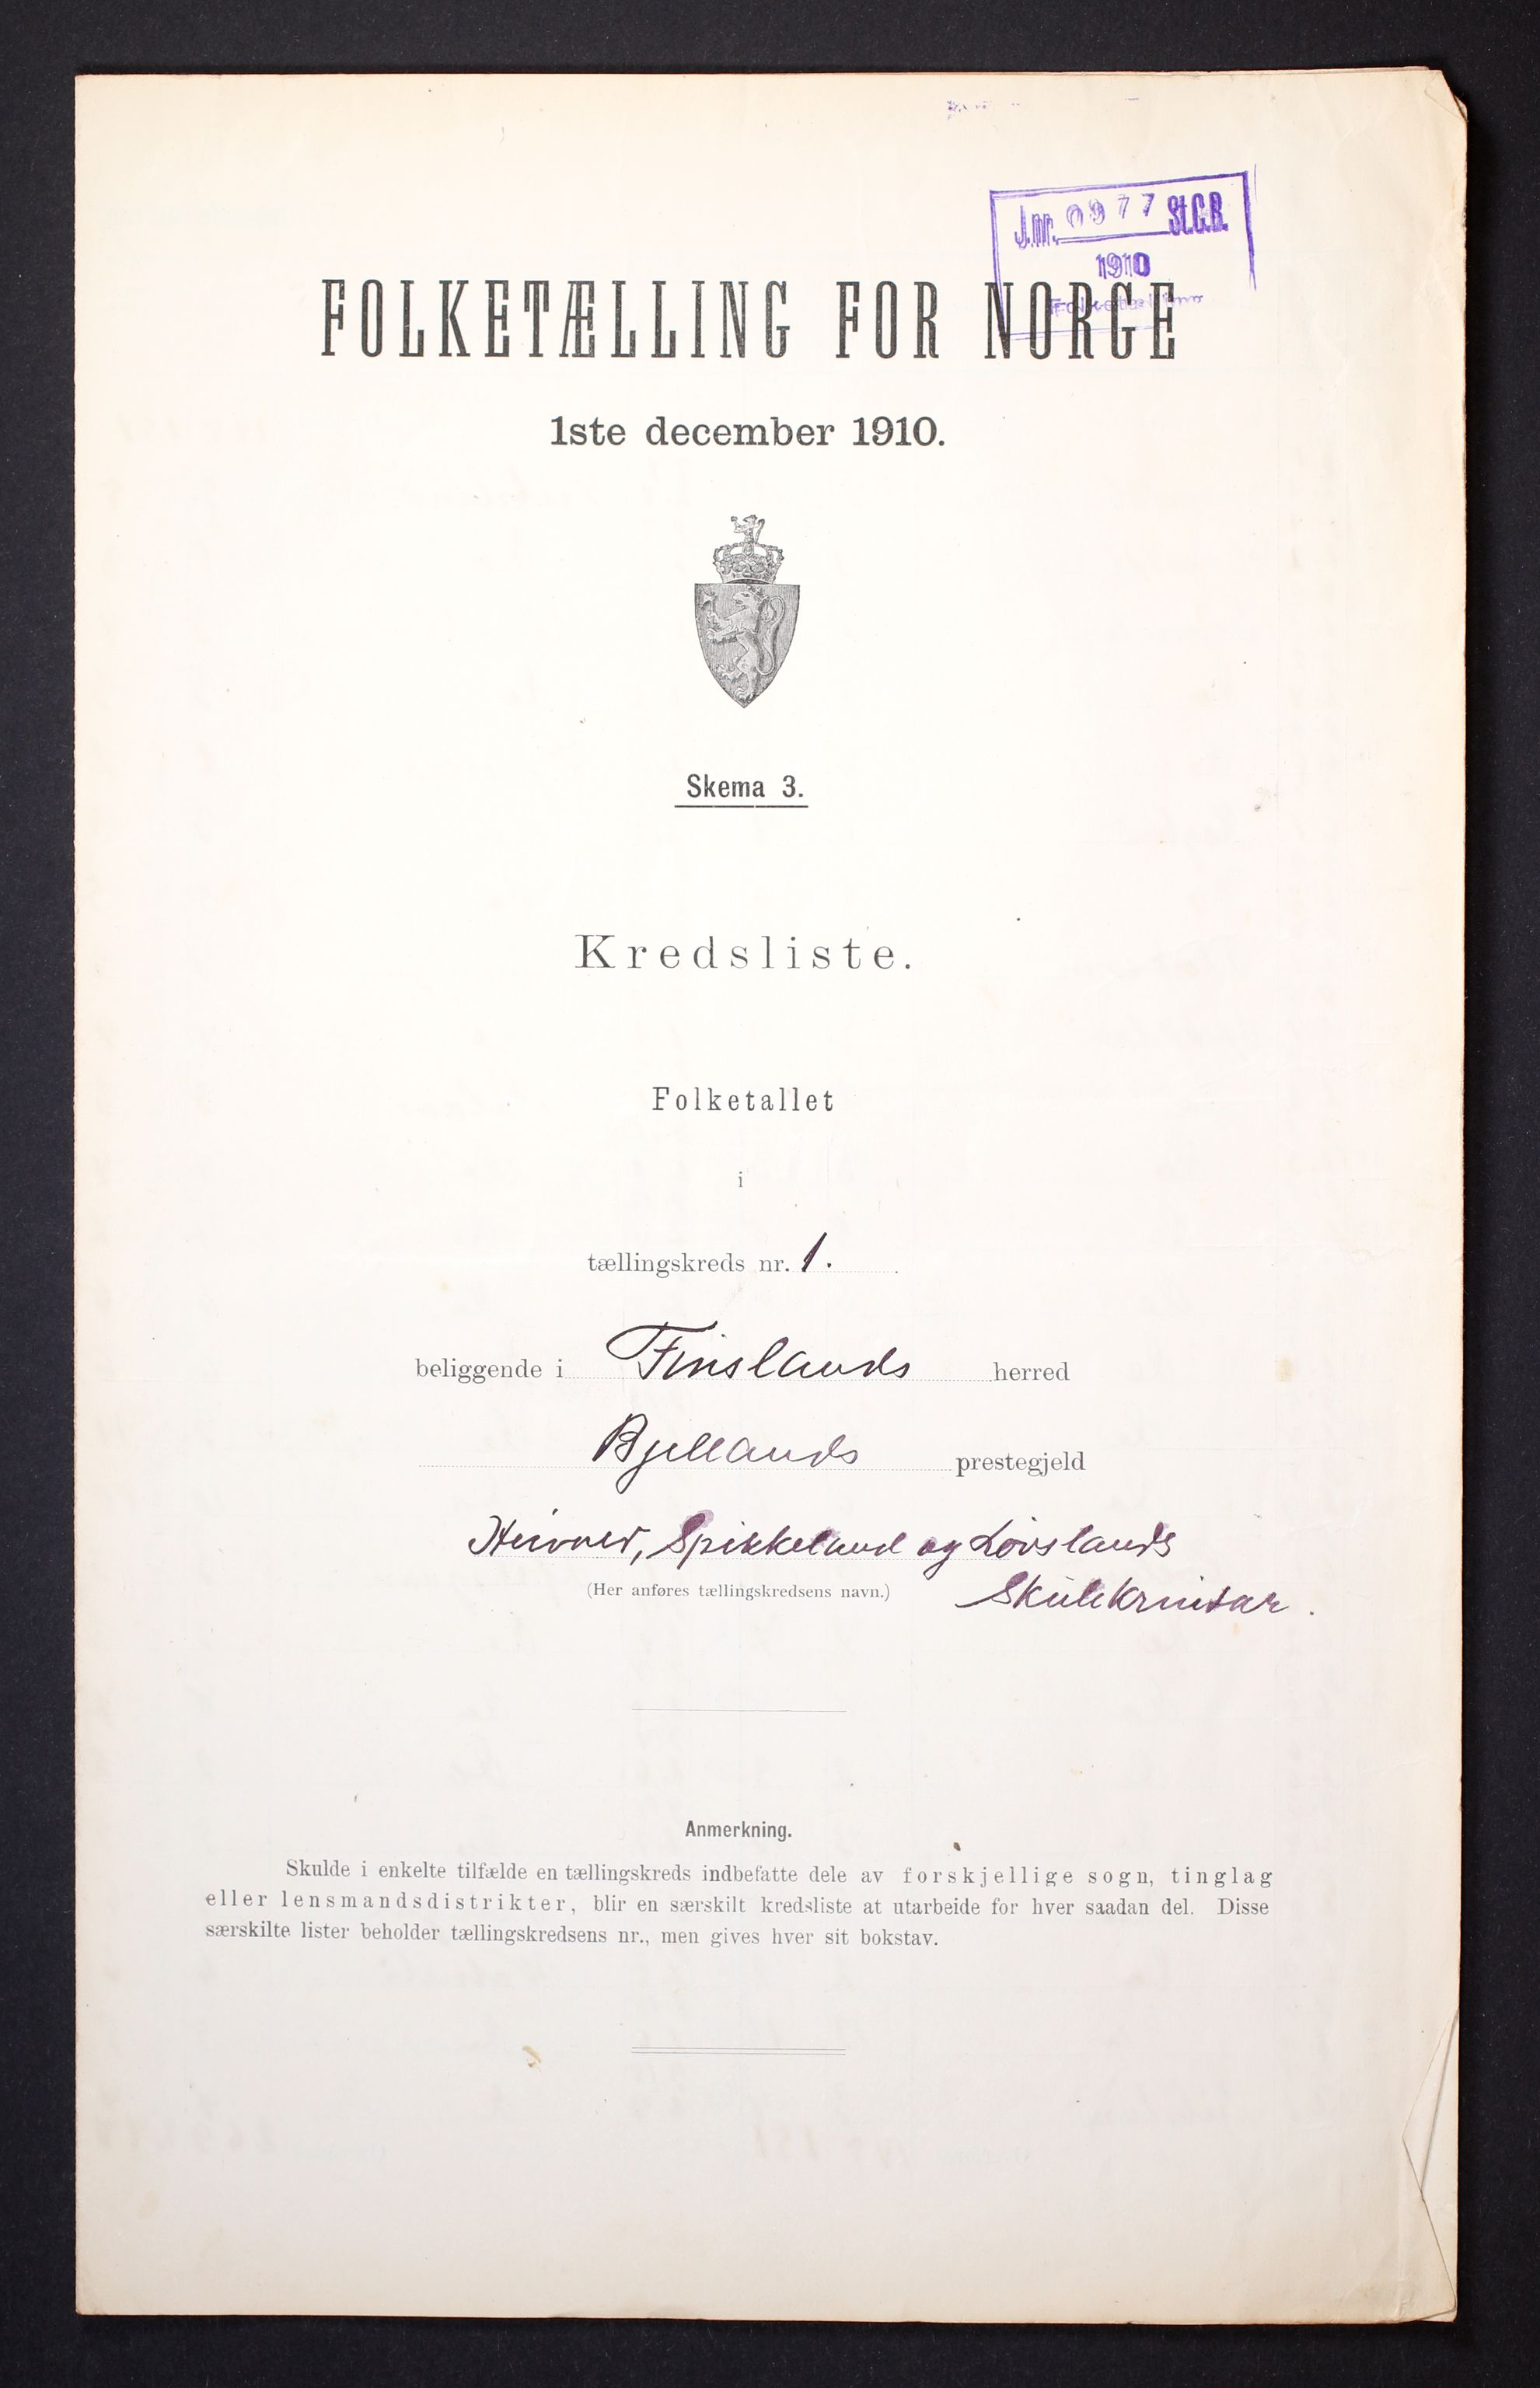 J.nr. 0977 St.C.B.
1910
FOLKETÆLLING FOR NORGE
1ste december 1910.
Skema 3.
Kredsliste.
Folketallet
i
tællingskreds nr. 1.
beliggende i Finslands herred
Bjellands prestegjeld
Spikkeland og Lövslands
(Her anføres tællingskredsens navn.) Skulekrinsar.
Anmerkning.
Skulde i enkelte tilfælde en tællingskreds indbefatte dele av forskjellige sogn, tinglag
eller lensmandsdistrikter, blir en særskilt kredsliste at utarbeide for hver saadan del. Disse
særskilte lister beholder tællingskredsens nr., men gives hver sit bokstav.